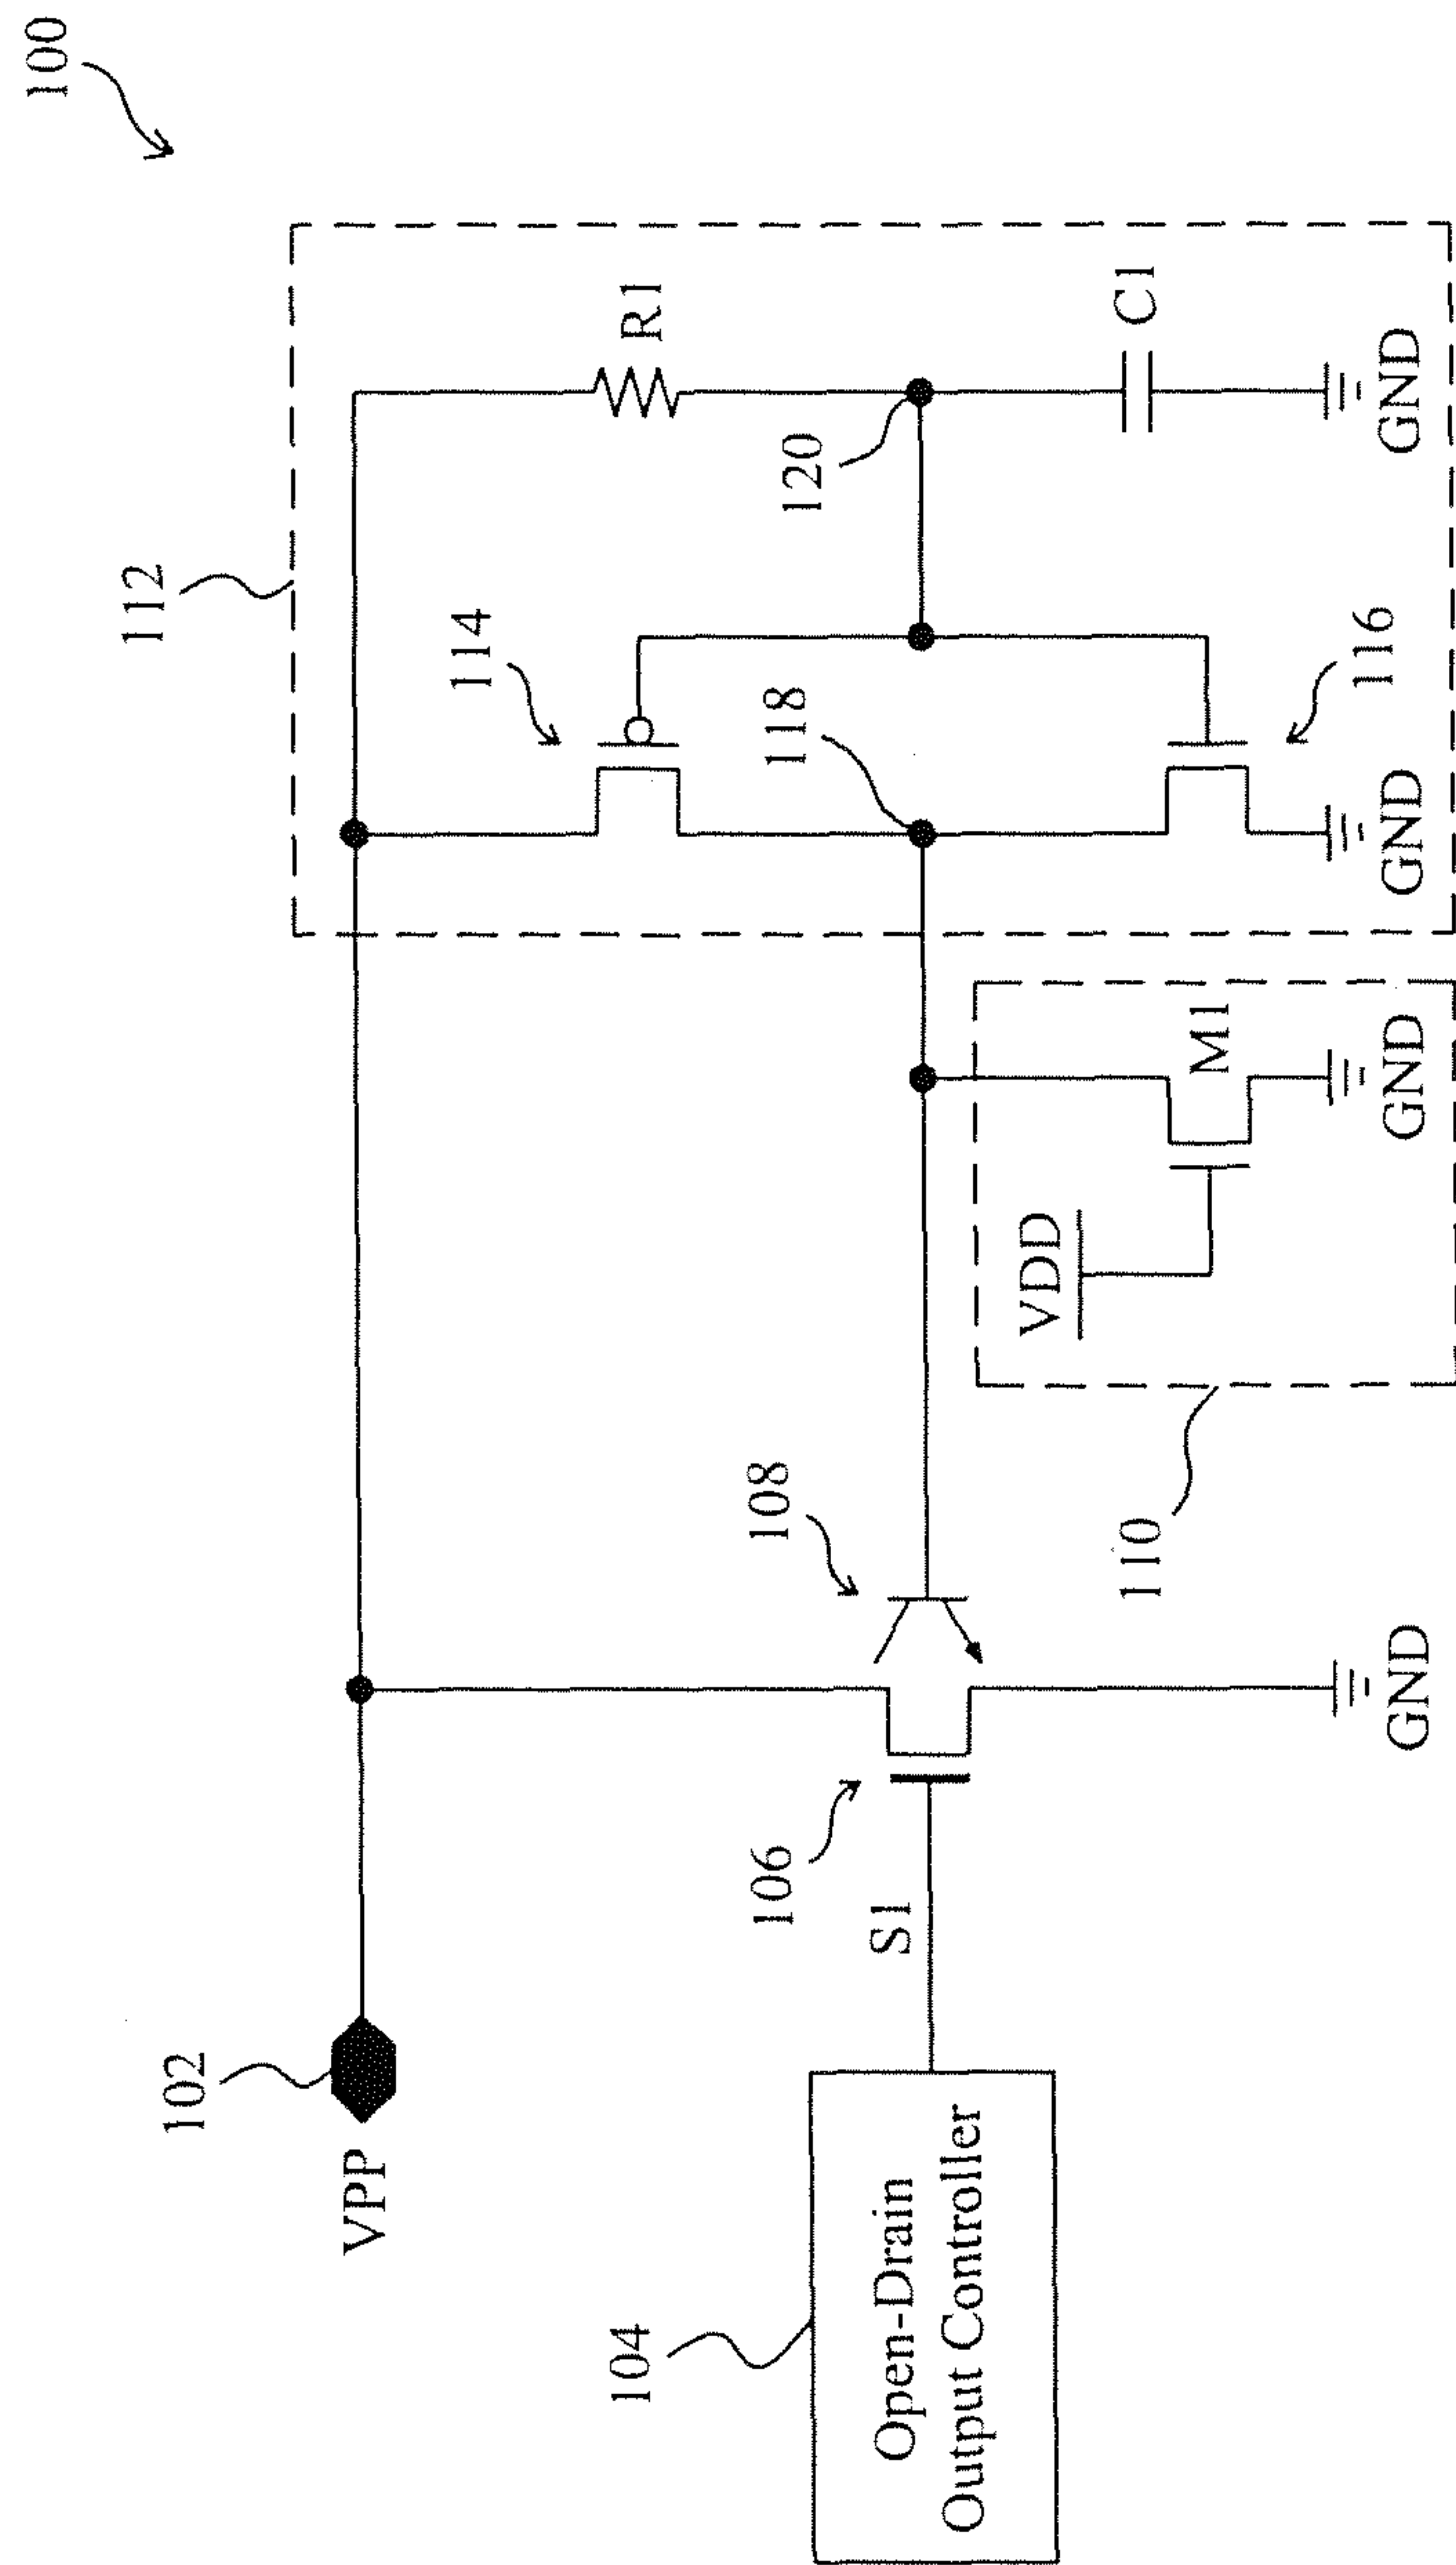 100
112
114
R1
118
120
C1
116
GND
GND
VDD
M1
GND
110
108
106
S1
GND
102
VPP
104
Open-Drain
Output Controller